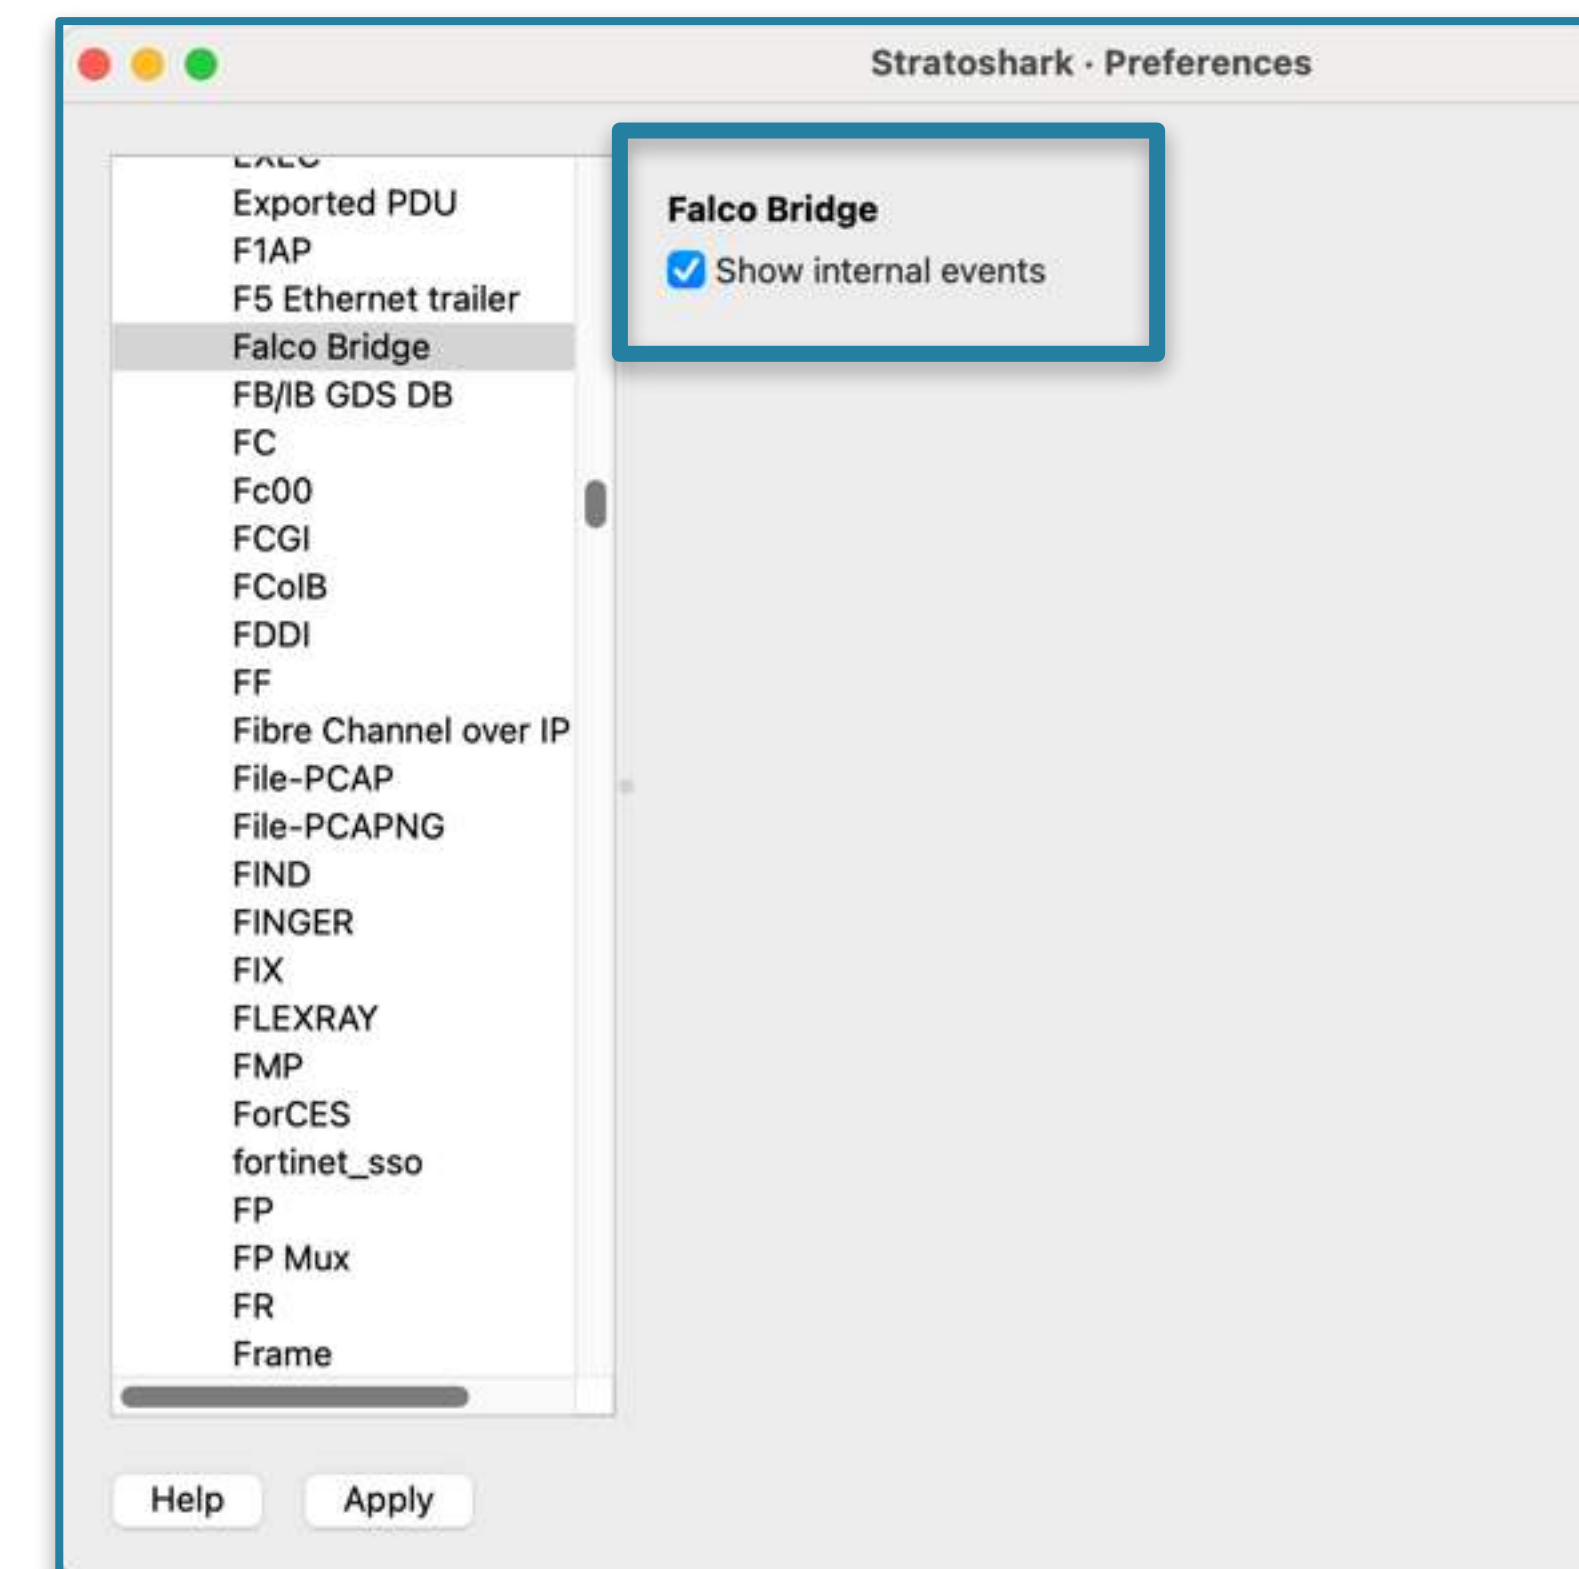 Stratoshark · Preferences
EXEC
Exported PDU
F1AP
F5 Ethernet trailer
Falco Bridge
FB/IB GDS DB
FC
Fc00
FCGI
FCoIB
FDDI
FF
Fibre Channel over IP
File-PCAP
File-PCAPNG
FIND
FINGER
FIX
FLEXRAY
FMP
ForCES
fortinet_sso
FP
FP Mux
FR
Frame
Falco Bridge
Show internal events
Help
Apply